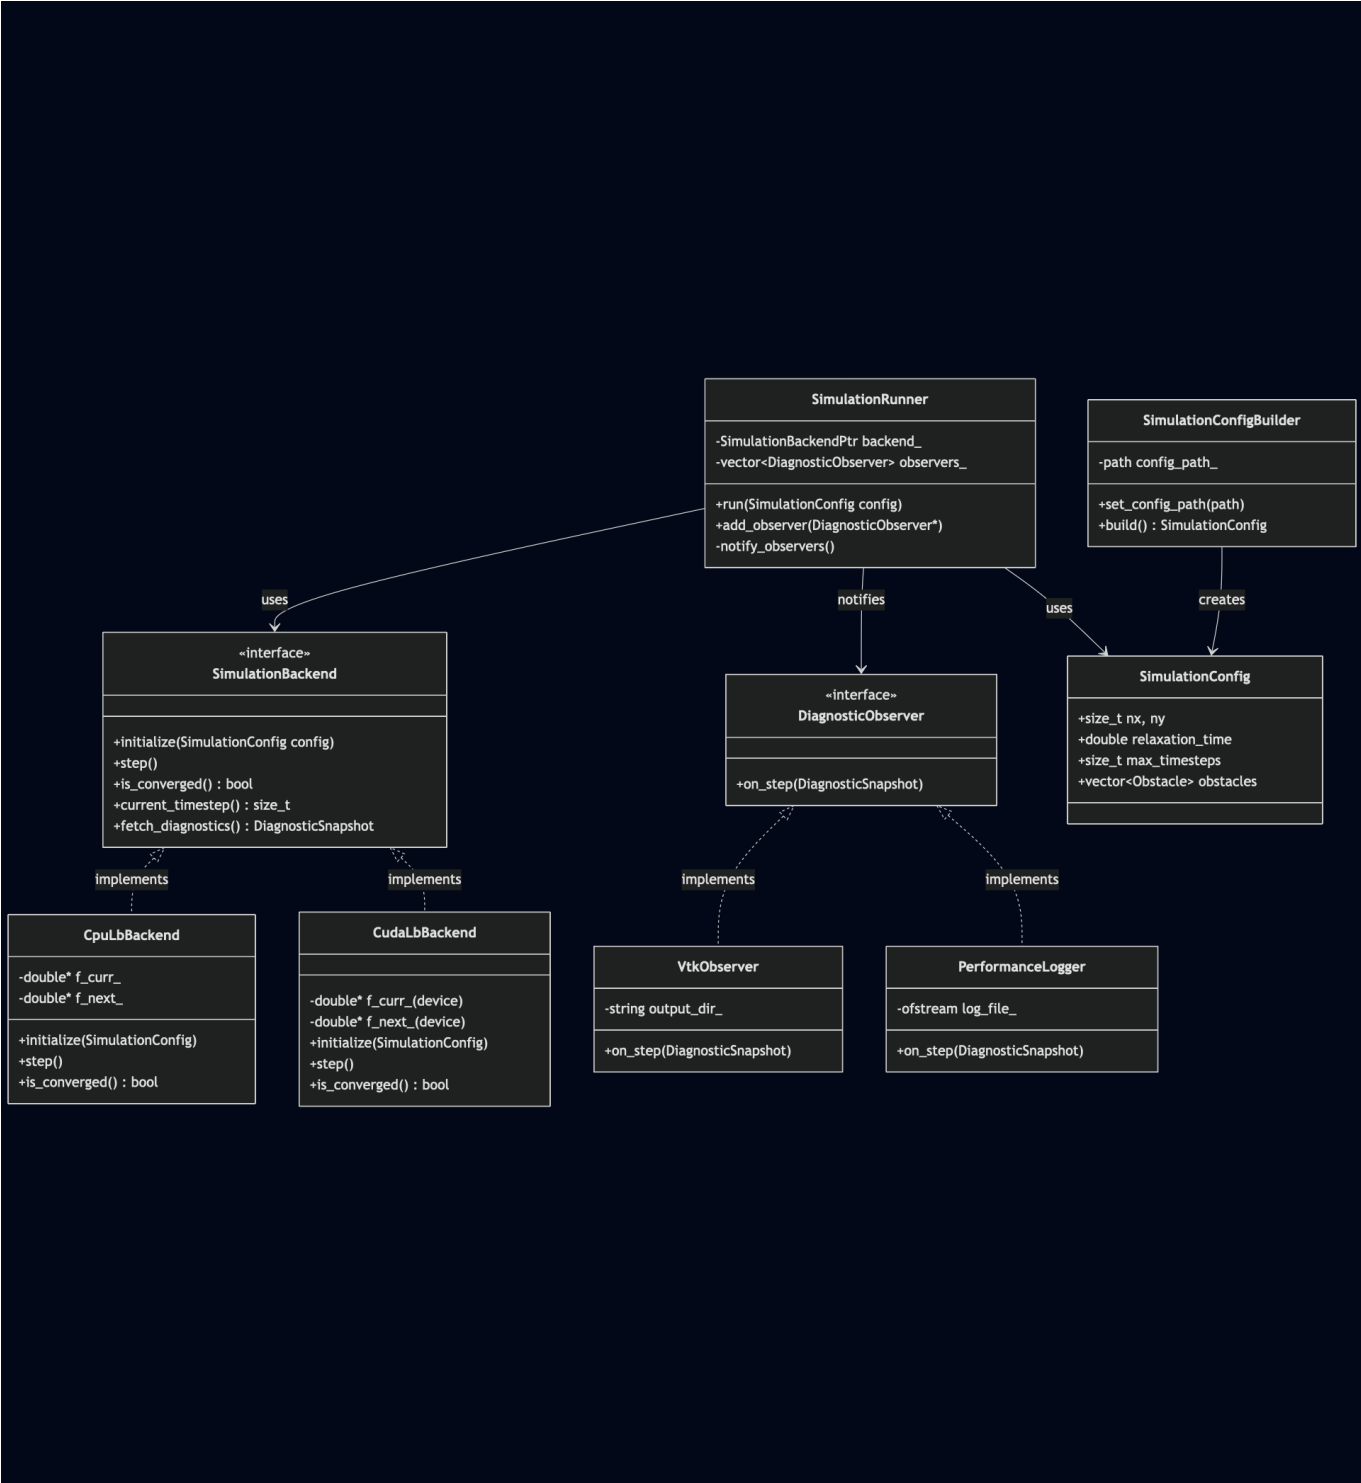 SimulationRunner
-SimulationBackendPtr backend_
-vector<DiagnosticObserver> observers_
+run(SimulationConfig config)
+add_observer(DiagnosticObserver*)
-notify_observers()
SimulationConfigBuilder
-path config_path_
+set_config_path(path)
+build() : SimulationConfig
uses
notifies
uses
creates
«interface»
SimulationBackend
+initialize(SimulationConfig config)
+step()
+is_converged() : bool
+current_timestep() : size_t
+fetch_diagnostics() : DiagnosticSnapshot
«interface»
DiagnosticObserver
+on_step(DiagnosticSnapshot)
SimulationConfig
+size_t nx, ny
+double relaxation_time
+size_t max_timesteps
+vector<Obstacle> obstacles
implements
implements
implements
implements
CpuLbBackend
-double* f_curr_
-double* f_next_
+initialize(SimulationConfig)
+step()
+is_converged() : bool
CudaLbBackend
-double* f_curr_(device)
-double* f_next_(device)
+initialize(SimulationConfig)
+step()
+is_converged() : bool
VtkObserver
-string output_dir_
+on_step(DiagnosticSnapshot)
PerformanceLogger
-ofstream log_file_
+on_step(DiagnosticSnapshot)